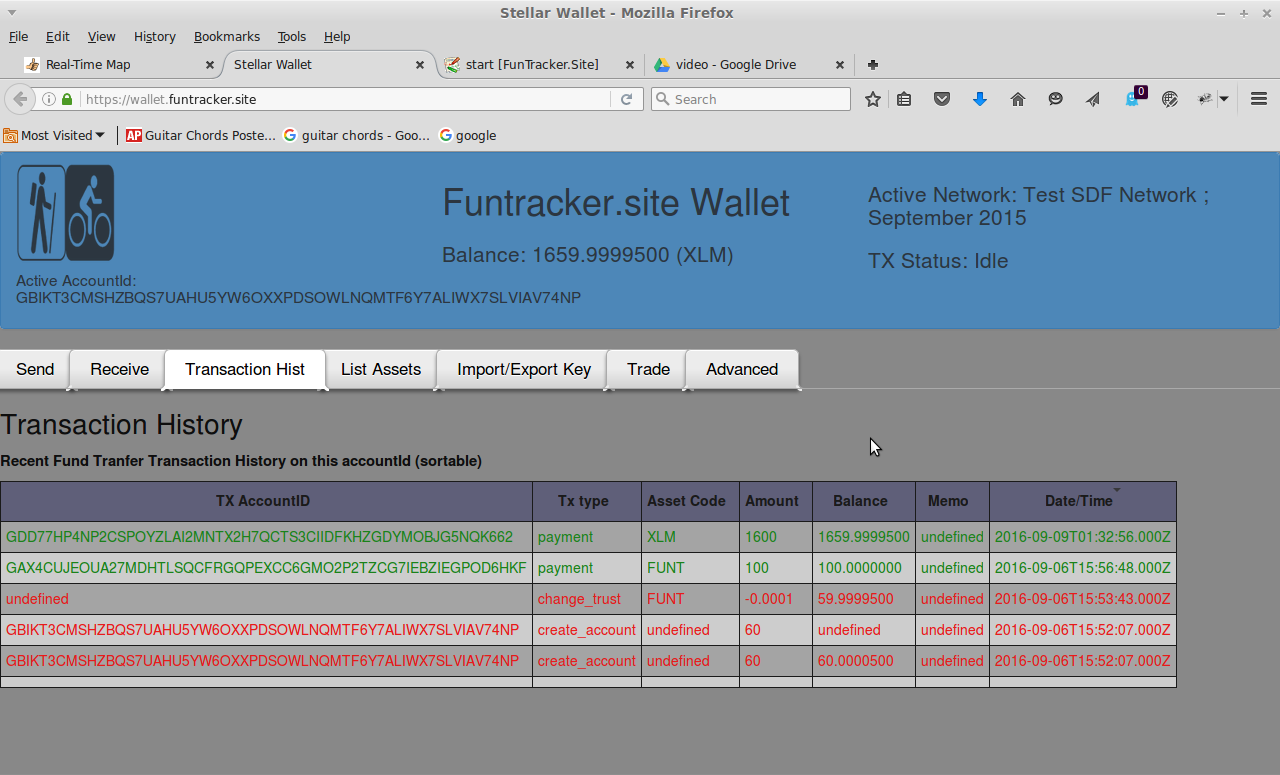 Stellar Wallet - Mozilla Firefox
File Edit View History Bookmarks Tools Help
Real-Time Map Stellar Wallet start [FunTracker.Site] video - Google Drive
https://wallet.funtracker.site Search 0
Most Visited AP Guitar Chords Poste... guitar chords - Goo... google
Funtracker.site Wallet
Balance: 1659.9999500 (XLM)
Active Network: Test SDF Network ;
September 2015
TX Status: Idle
Active AccountId:
GBIKT3CMSHZBQS7UAHU5YW6OXXPDSOWLNQMTF6Y7ALIWX7SLVIAV74NP
Send Receive Transaction Hist List Assets Import/Export Key Trade Advanced
Transaction History
Recent Fund Tranfer Transaction History on this accountId (sortable)
TX AccountID Tx type Asset Code Amount Balance Memo Date/Time
GDD77HP4NP2CSPOYZLAI2MNTX2H7QCTS3CIIDFKHZGDYMOBJG5NQK662 payment XLM 1600 1659.9999500 undefined 2016-09-09T01:32:56.000Z
GAX4CUJEOUA27MDHTLSQCFRGQPEXCC6GMO2P2TZCG7IEBZIEGPOD6HKF payment FUNT 100 100.0000000 undefined 2016-09-06T15:56:48.000Z
undefined change_trust FUNT -0.0001 59.9999500 undefined 2016-09-06T15:53:43.000Z
GBIKT3CMSHZBQS7UAHU5YW6OXXPDSOWLNQMTF6Y7ALIWX7SLVIAV74NP create_account undefined 60 undefined undefined 2016-09-06T15:52:07.000Z
GBIKT3CMSHZBQS7UAHU5YW6OXXPDSOWLNQMTF6Y7ALIWX7SLVIAV74NP create_account undefined 60 60.0000500 undefined 2016-09-06T15:52:07.000Z